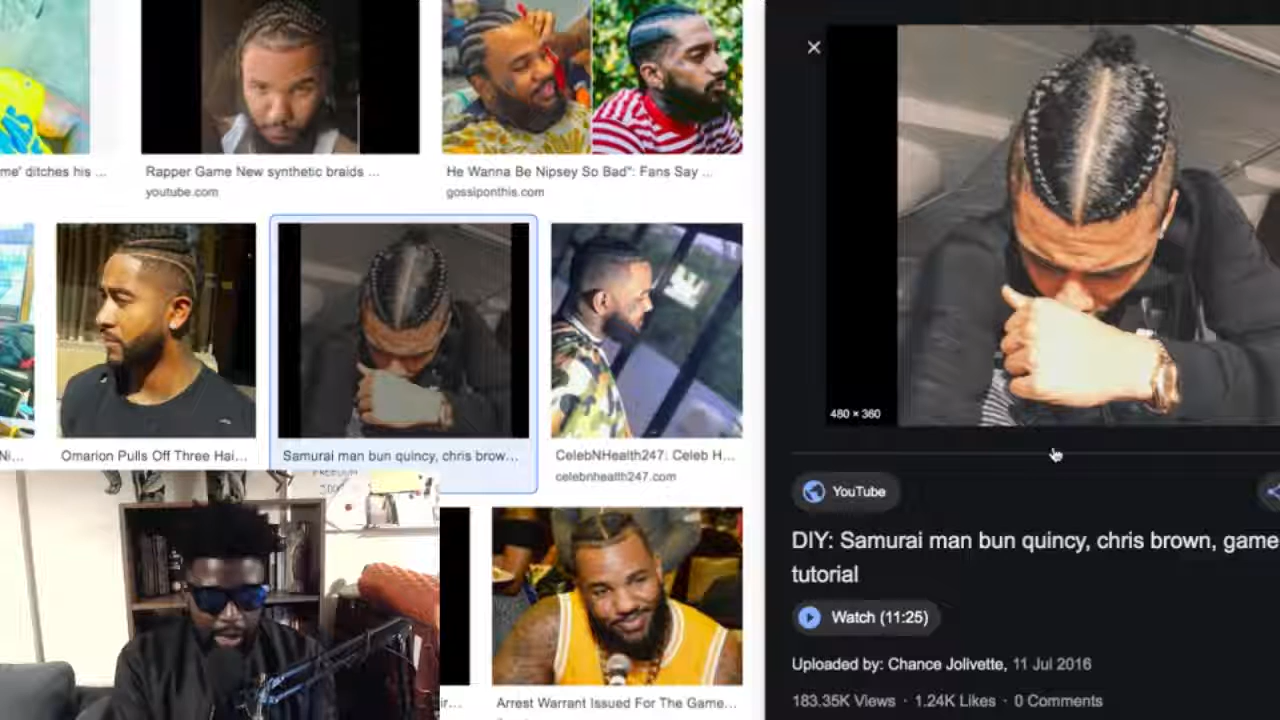 me' ditches his ...
Rapper Game New synthetic braids ...
youtube.com
He Wanna Be Nipsey So Bad": Fans Say ...
gossiponthis.com
Ni...
Omarion Pulls Off Three Hai...
Samurai man bun quincy, chris brow...
CelebNHealth247: Celeb H...
celebnhealth247.com
Arrest Warrant Issued For The Game...
480 × 360
YouTube
DIY: Samurai man bun quincy, chris brown, game
tutorial
Watch (11:25)
Uploaded by: Chance Jolivette, 11 Jul 2016
183.35K Views · 1.24K Likes · 0 Comments